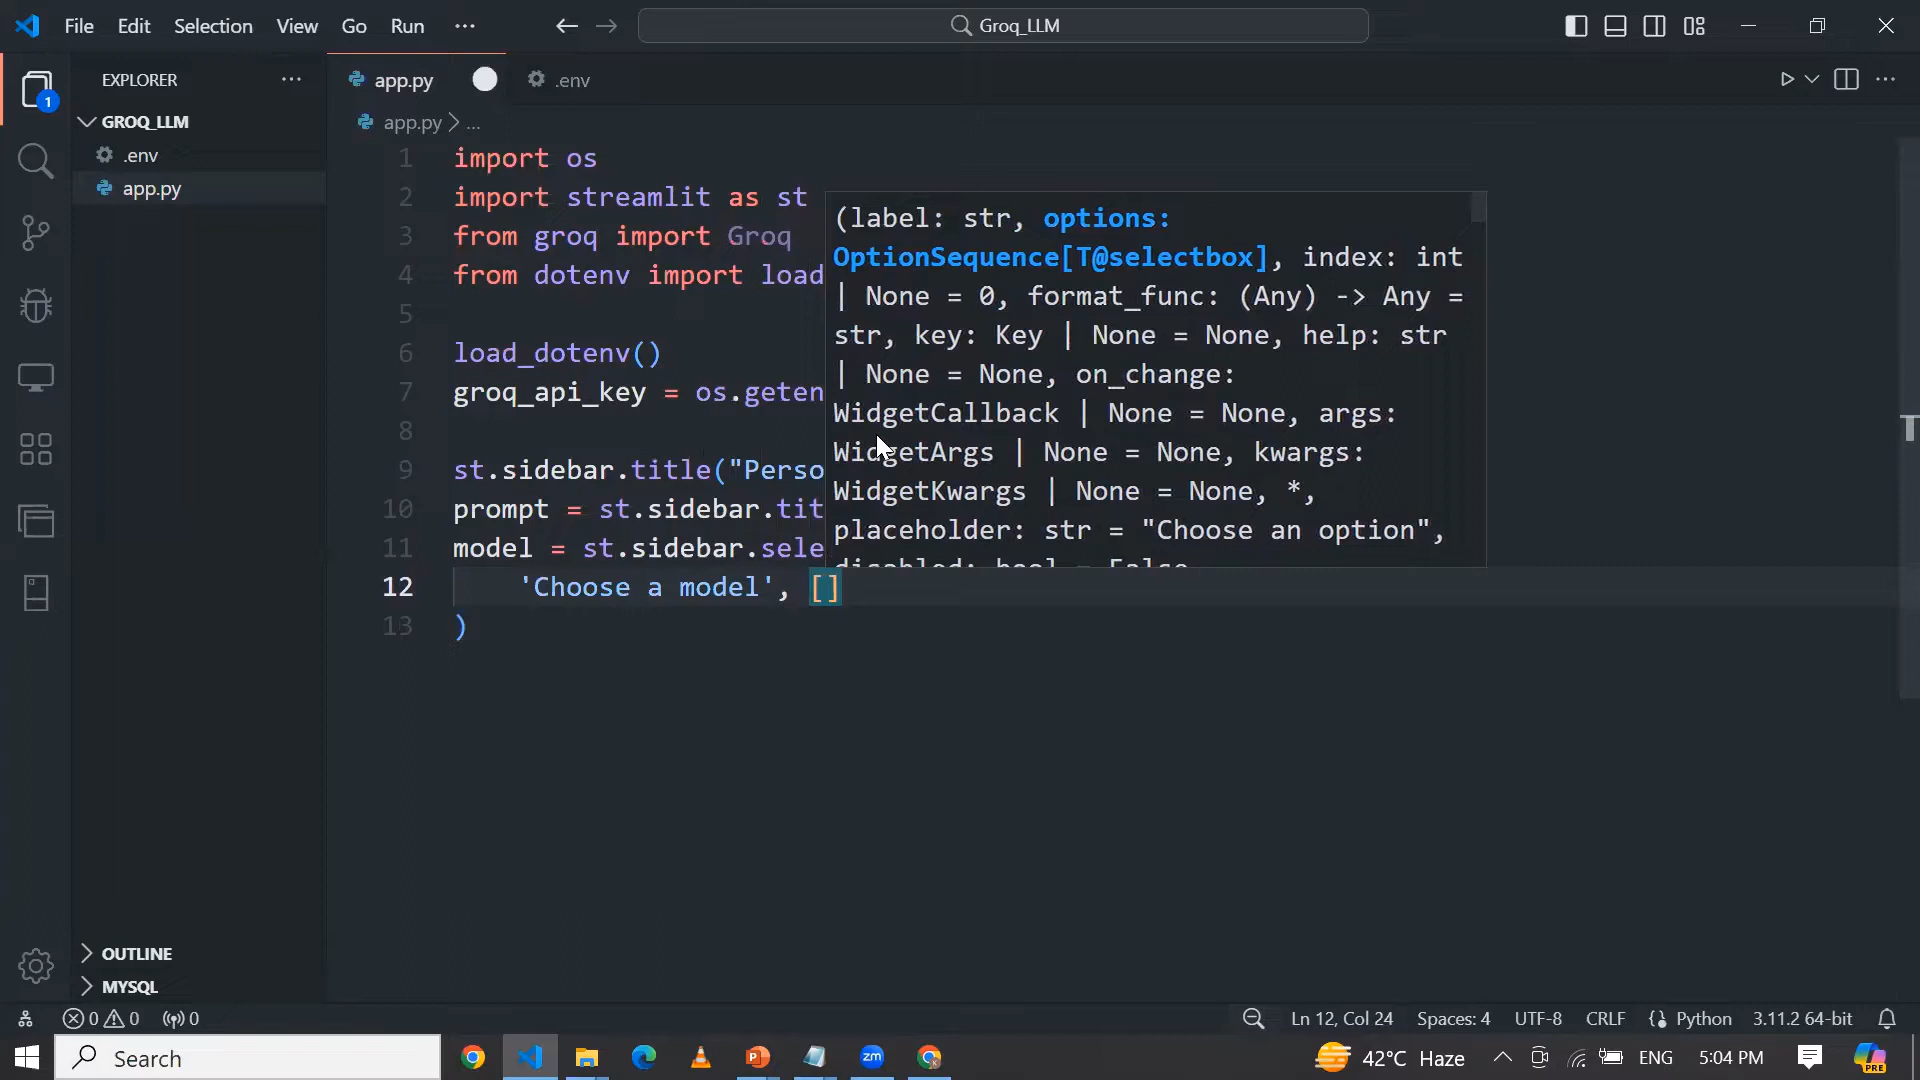 File Edit Selection View Go Run ...
Groq_LLM
EXPLORER
app.py
.env
GROQ_LLM
.env
app.py
app.py > ...
1 import os
2 import streamlit as st
3 from groq import Groq
4 from dotenv import load
5
6 load_dotenv()
7 groq_api_key = os.geten
8
9 st.sidebar.title("Perso
10 prompt = st.sidebar.tit
11 model = st.sidebar.sele
12 'Choose a model', []
13 )
(label: str, options:
OptionSequence[T@selectbox], index: int
| None = 0, format_func: (Any) -> Any =
str, key: Key | None = None, help: str
| None = None, on_change:
WidgetCallback | None = None, args:
WidgetArgs | None = None, kwargs:
WidgetKwargs | None = None, *,
placeholder: str = "Choose an option",
disabled: bool = False
1
OUTLINE
MYSQL
0 0 0
Ln 12, Col 24 Spaces: 4 UTF-8 CRLF Python 3.11.2 64-bit
Search
zm
42°C Haze
ENG
5:04 PM
PRE